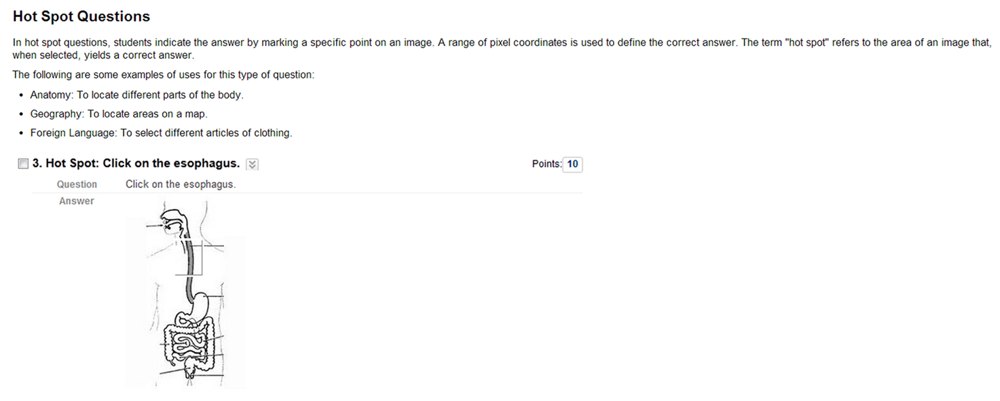 Hot Spot Questions
In hot spot questions, students indicate the answer by marking a specific point on an image. A range of pixel coordinates is used to define the correct answer. The term "hot spot" refers to the area of an image that,
when selected, yields a correct answer.
The following are some examples of uses for this type of question:
• Anatomy: To locate different parts of the body.
• Geography: To locate areas on a map.
• Foreign Language: To select different articles of clothing.
3. Hot Spot: Click on the esophagus. Points: 10
Question Click on the esophagus.
Answer